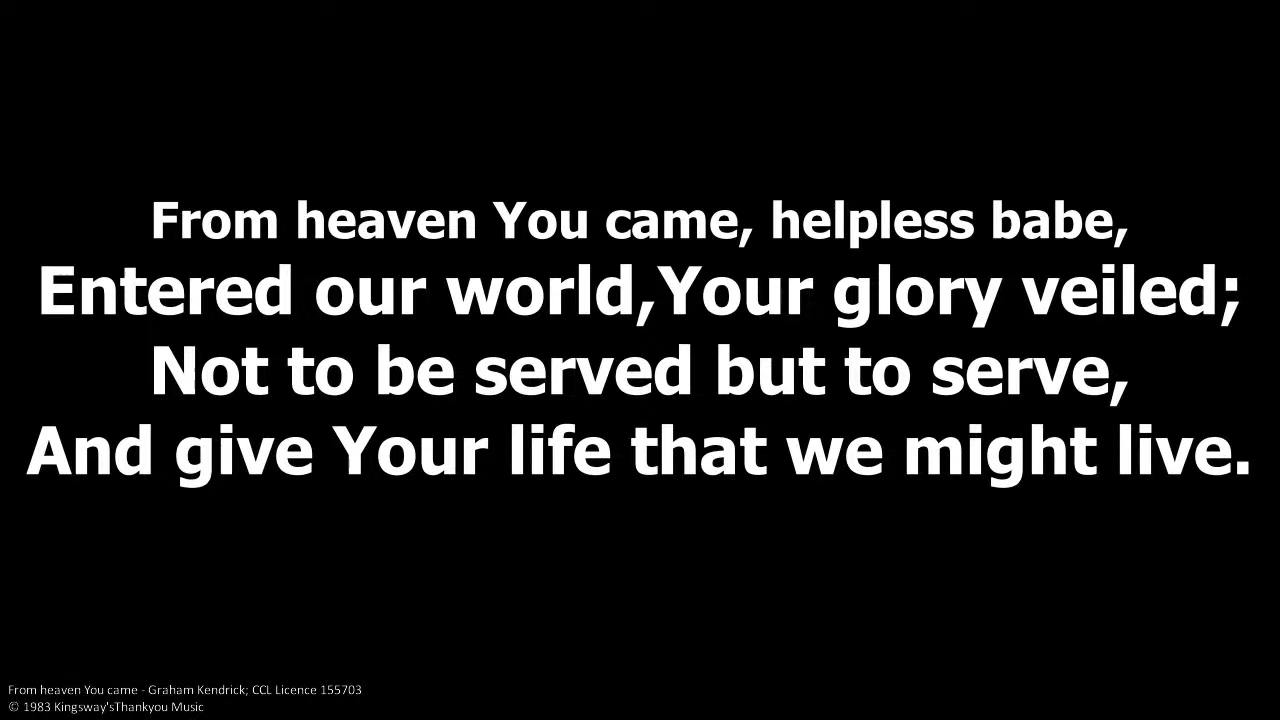 From heaven You came, helpless babe,
Entered our world,Your glory veiled;
Not to be served but to serve,
And give Your life that we might live.
From heaven You came - Graham Kendrick; CCL Licence 155703
© 1983 Kingsway'sThankyou Music